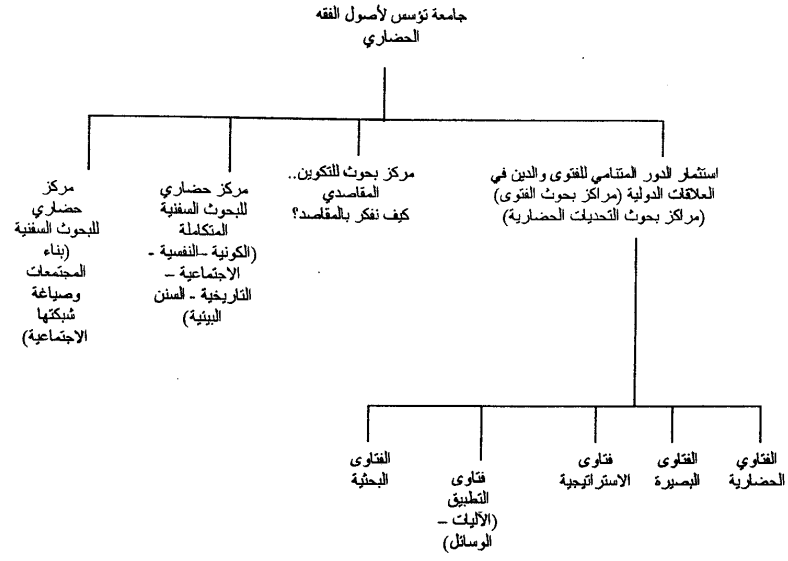 جامعة تؤسس لأصول الفقه
الحضاري
استثمار الدور المتنامي للفتوى والدين في
العلاقات الدولية (مراكز بحوث الفتوى)
(مراكز بحوث التحديات الحضارية)
مركز بحوث للتكوين..
المقاصدي
كيف نفكر بالمقاصد؟
مركز حضاري
للبحوث السفنية
المتكاملة
(الكونية –النفسية -
الاجتماعية –
التاريخية - السنن
البيئية)
مركز
حضاري
للبحوث السفنية
(بناء
المجتمعات
وصياغة
شبكتها
الاجتماعية)
الفتاوي
الحضارية
الفتاوى
البصيرة
فتاوى
الاستراتيجية
فتاوى
التطبيق
(الآليات –
الوسائل)
الفتاوى
البحثية